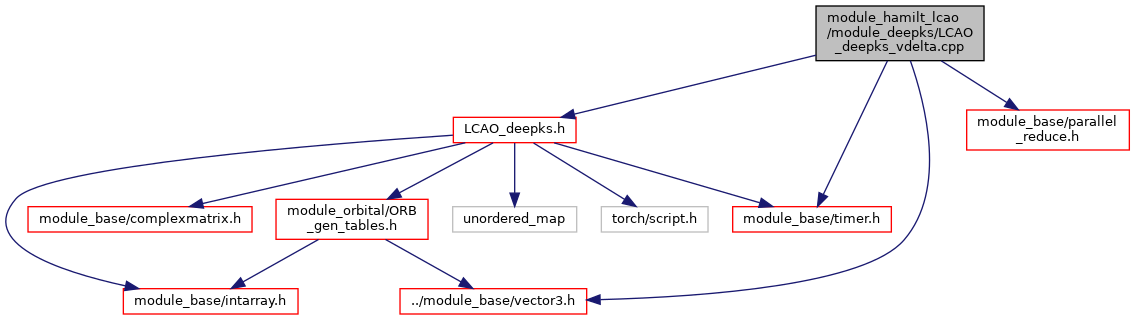 module_hamilt_lcao
/module_deepks/LCAO
_deepks_vdelta.cpp
LCAO_deepks.h
module_base/parallel
_reduce.h
module_base/complexmatrix.h
module_orbital/ORB
_gen_tables.h
unordered_map
torch/script.h
module_base/timer.h
module_base/intarray.h
../module_base/vector3.h